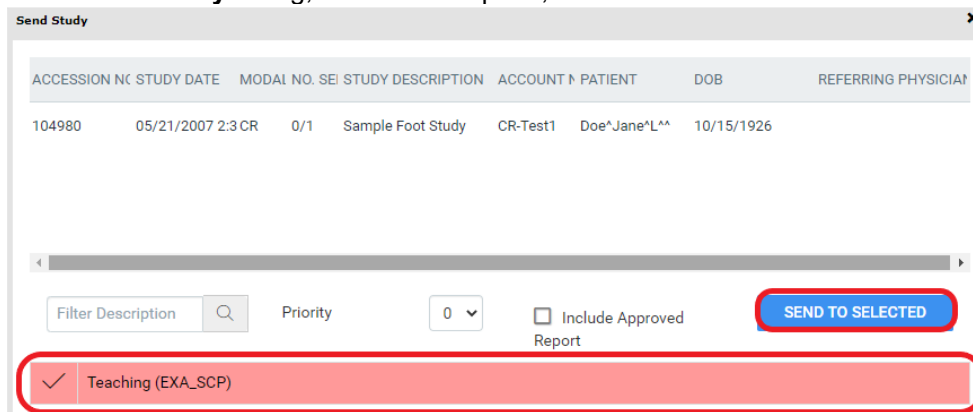 Send Study
ACCESSION NO STUDY DATE MODAL NO. SEI STUDY DESCRIPTION ACCOUNT N PATIENT DOB REFERRING PHYSICIAN
104980 05/21/2007 2:3 CR 0/1 Sample Foot Study CR-Test1 Doe^Jane^L^^ 10/15/1926
Filter Description Priority 0 Include Approved Report SEND TO SELECTED
Teaching (EXA_SCP)